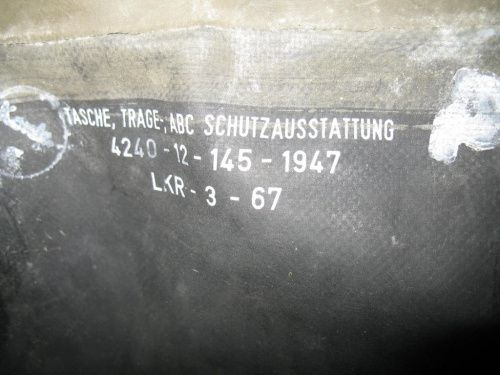 TASCHE, TRAGE-, ABC SCHUTZAUSSTATTUNG
4240-12-145-1947
LKR-3-67